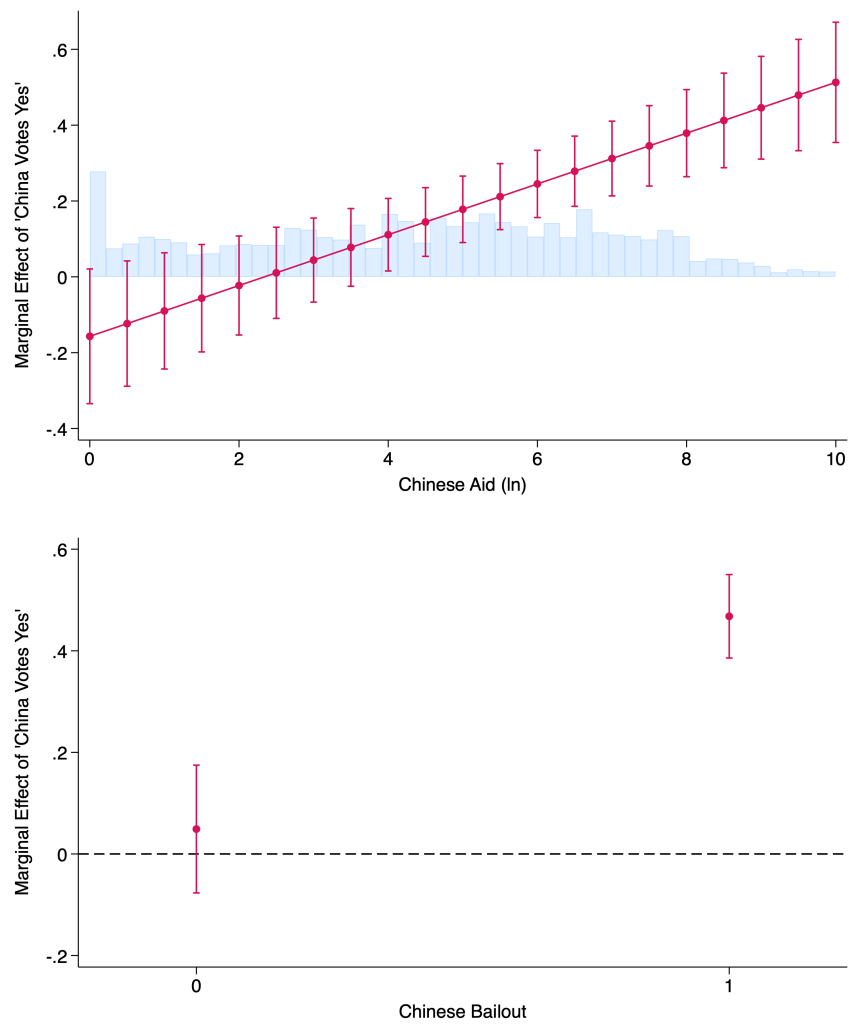 Marginal Effect of 'China Votes Yes'
.6
.4
.2
0
-.2
-.4
0 2 4 6 8 10
Chinese Aid (ln)
Marginal Effect of 'China Votes Yes'
.6
.4
.2
0
-.2
0 1
Chinese Bailout